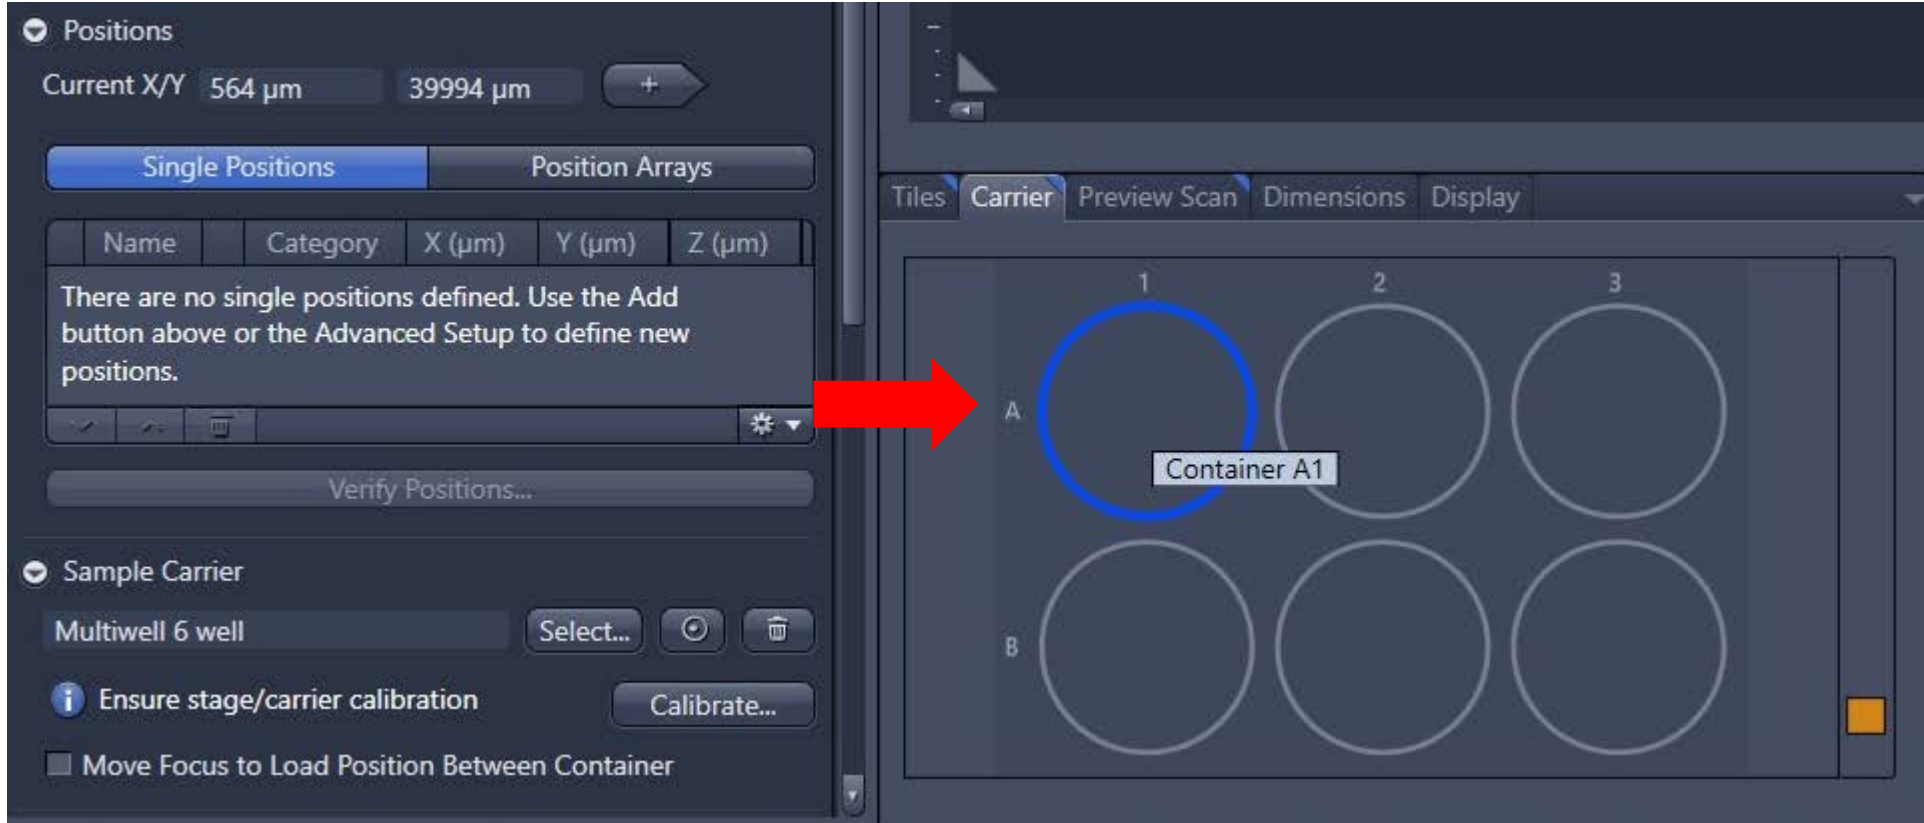 Positions
Current X/Y 564 µm 39994 µm +
Single Positions Position Arrays
Name Category X (µm) Y (µm) Z (µm)
There are no single positions defined. Use the Add
button above or the Advanced Setup to define new
positions.
Verify Positions...
Sample Carrier
Multiwell 6 well Select...
Ensure stage/carrier calibration Calibrate...
Move Focus to Load Position Between Container
Tiles Carrier Preview Scan Dimensions Display
1 2 3
A
Container A1
B